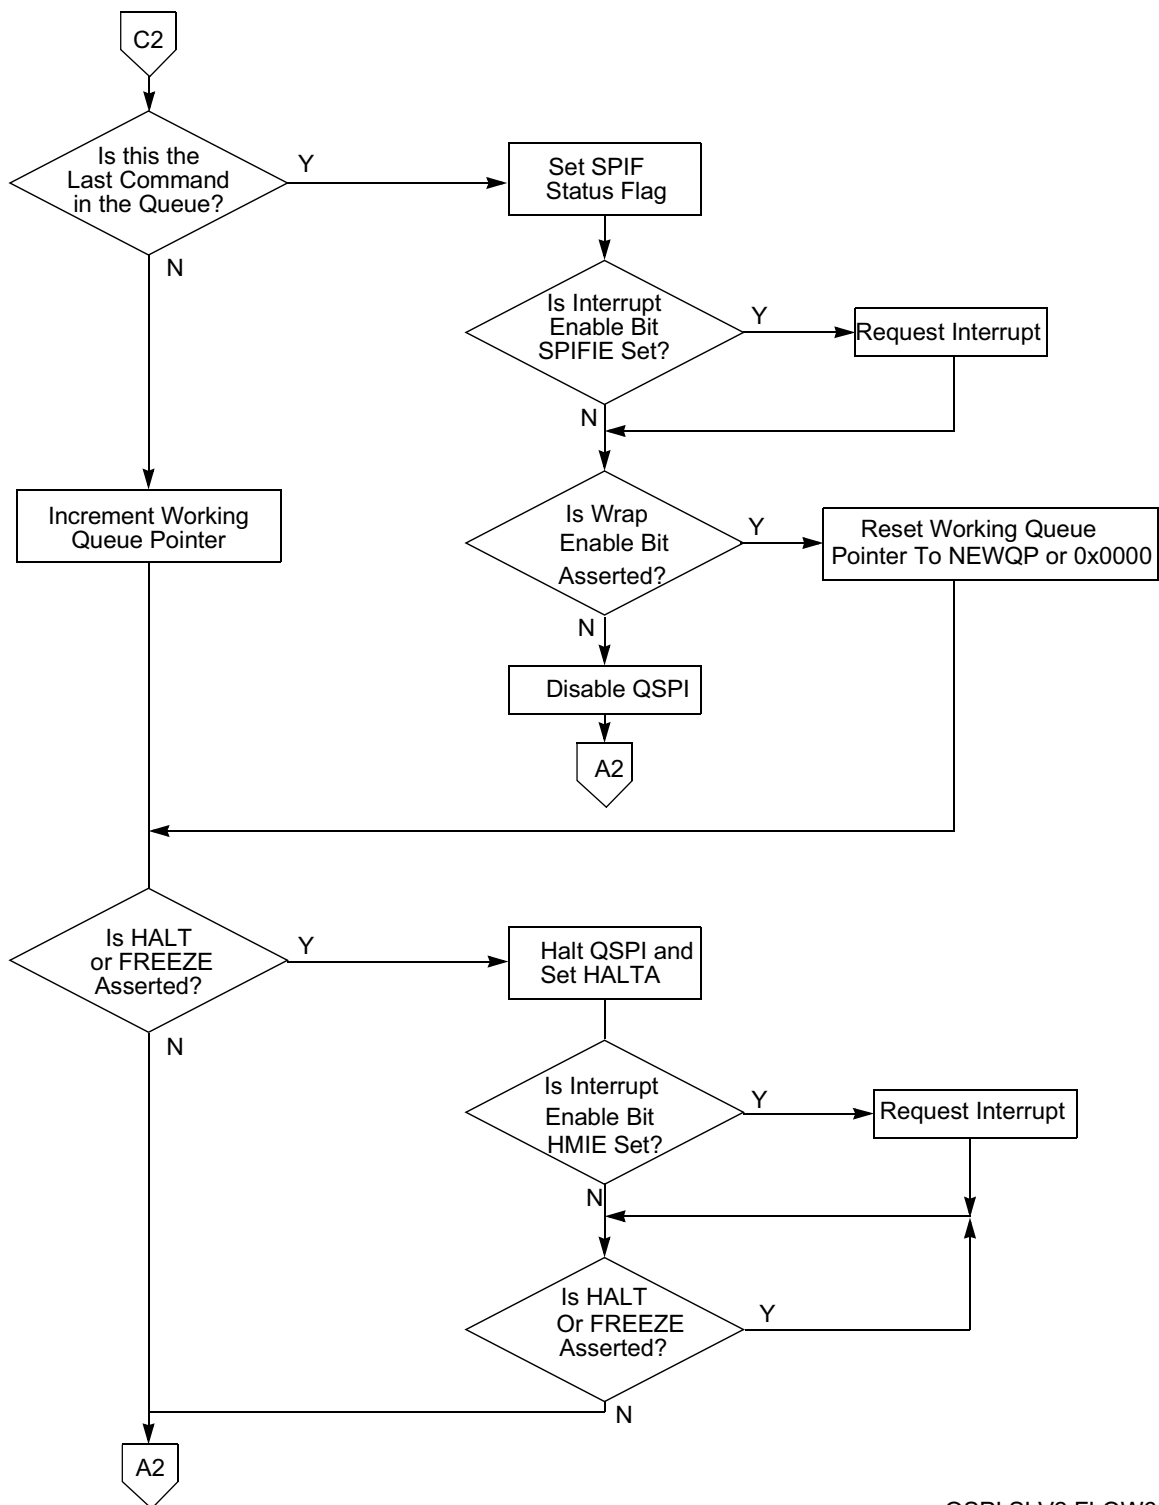 C2
Is this the
Last Command
in the Queue?
Y
N
Set SPIF
Status Flag
Is Interrupt
Enable Bit
SPIFIE Set?
Y
Request Interrupt
N
Increment Working
Queue Pointer
Is Wrap
Enable Bit
Asserted?
Y
Reset Working Queue
Pointer To NEWQP or 0x0000
N
Disable QSPI
A2
Is HALT
or FREEZE
Asserted?
Y
N
Halt QSPI and
Set HALTA
Is Interrupt
Enable Bit
HMIE Set?
Y
Request Interrupt
N
Is HALT
Or FREEZE
Asserted?
Y
N
A2